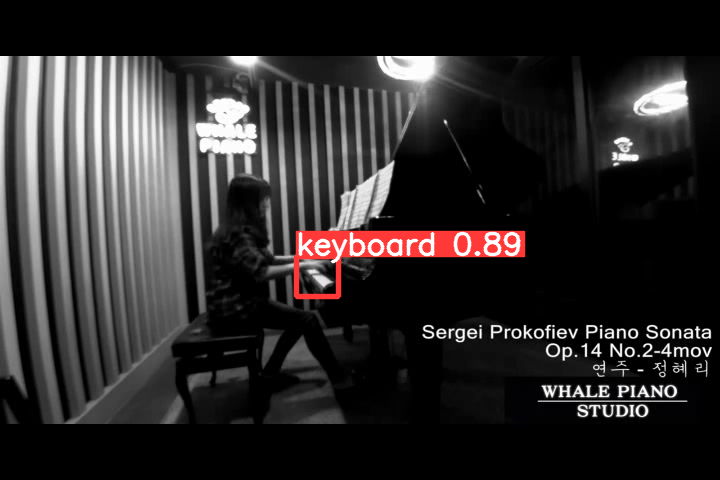 WHALE
PIANO
keyboard 0.89
Sergei Prokofiev Piano Sonata
Op.14 No.2-4mov
연주 - 정혜리
WHALE PIANO
STUDIO